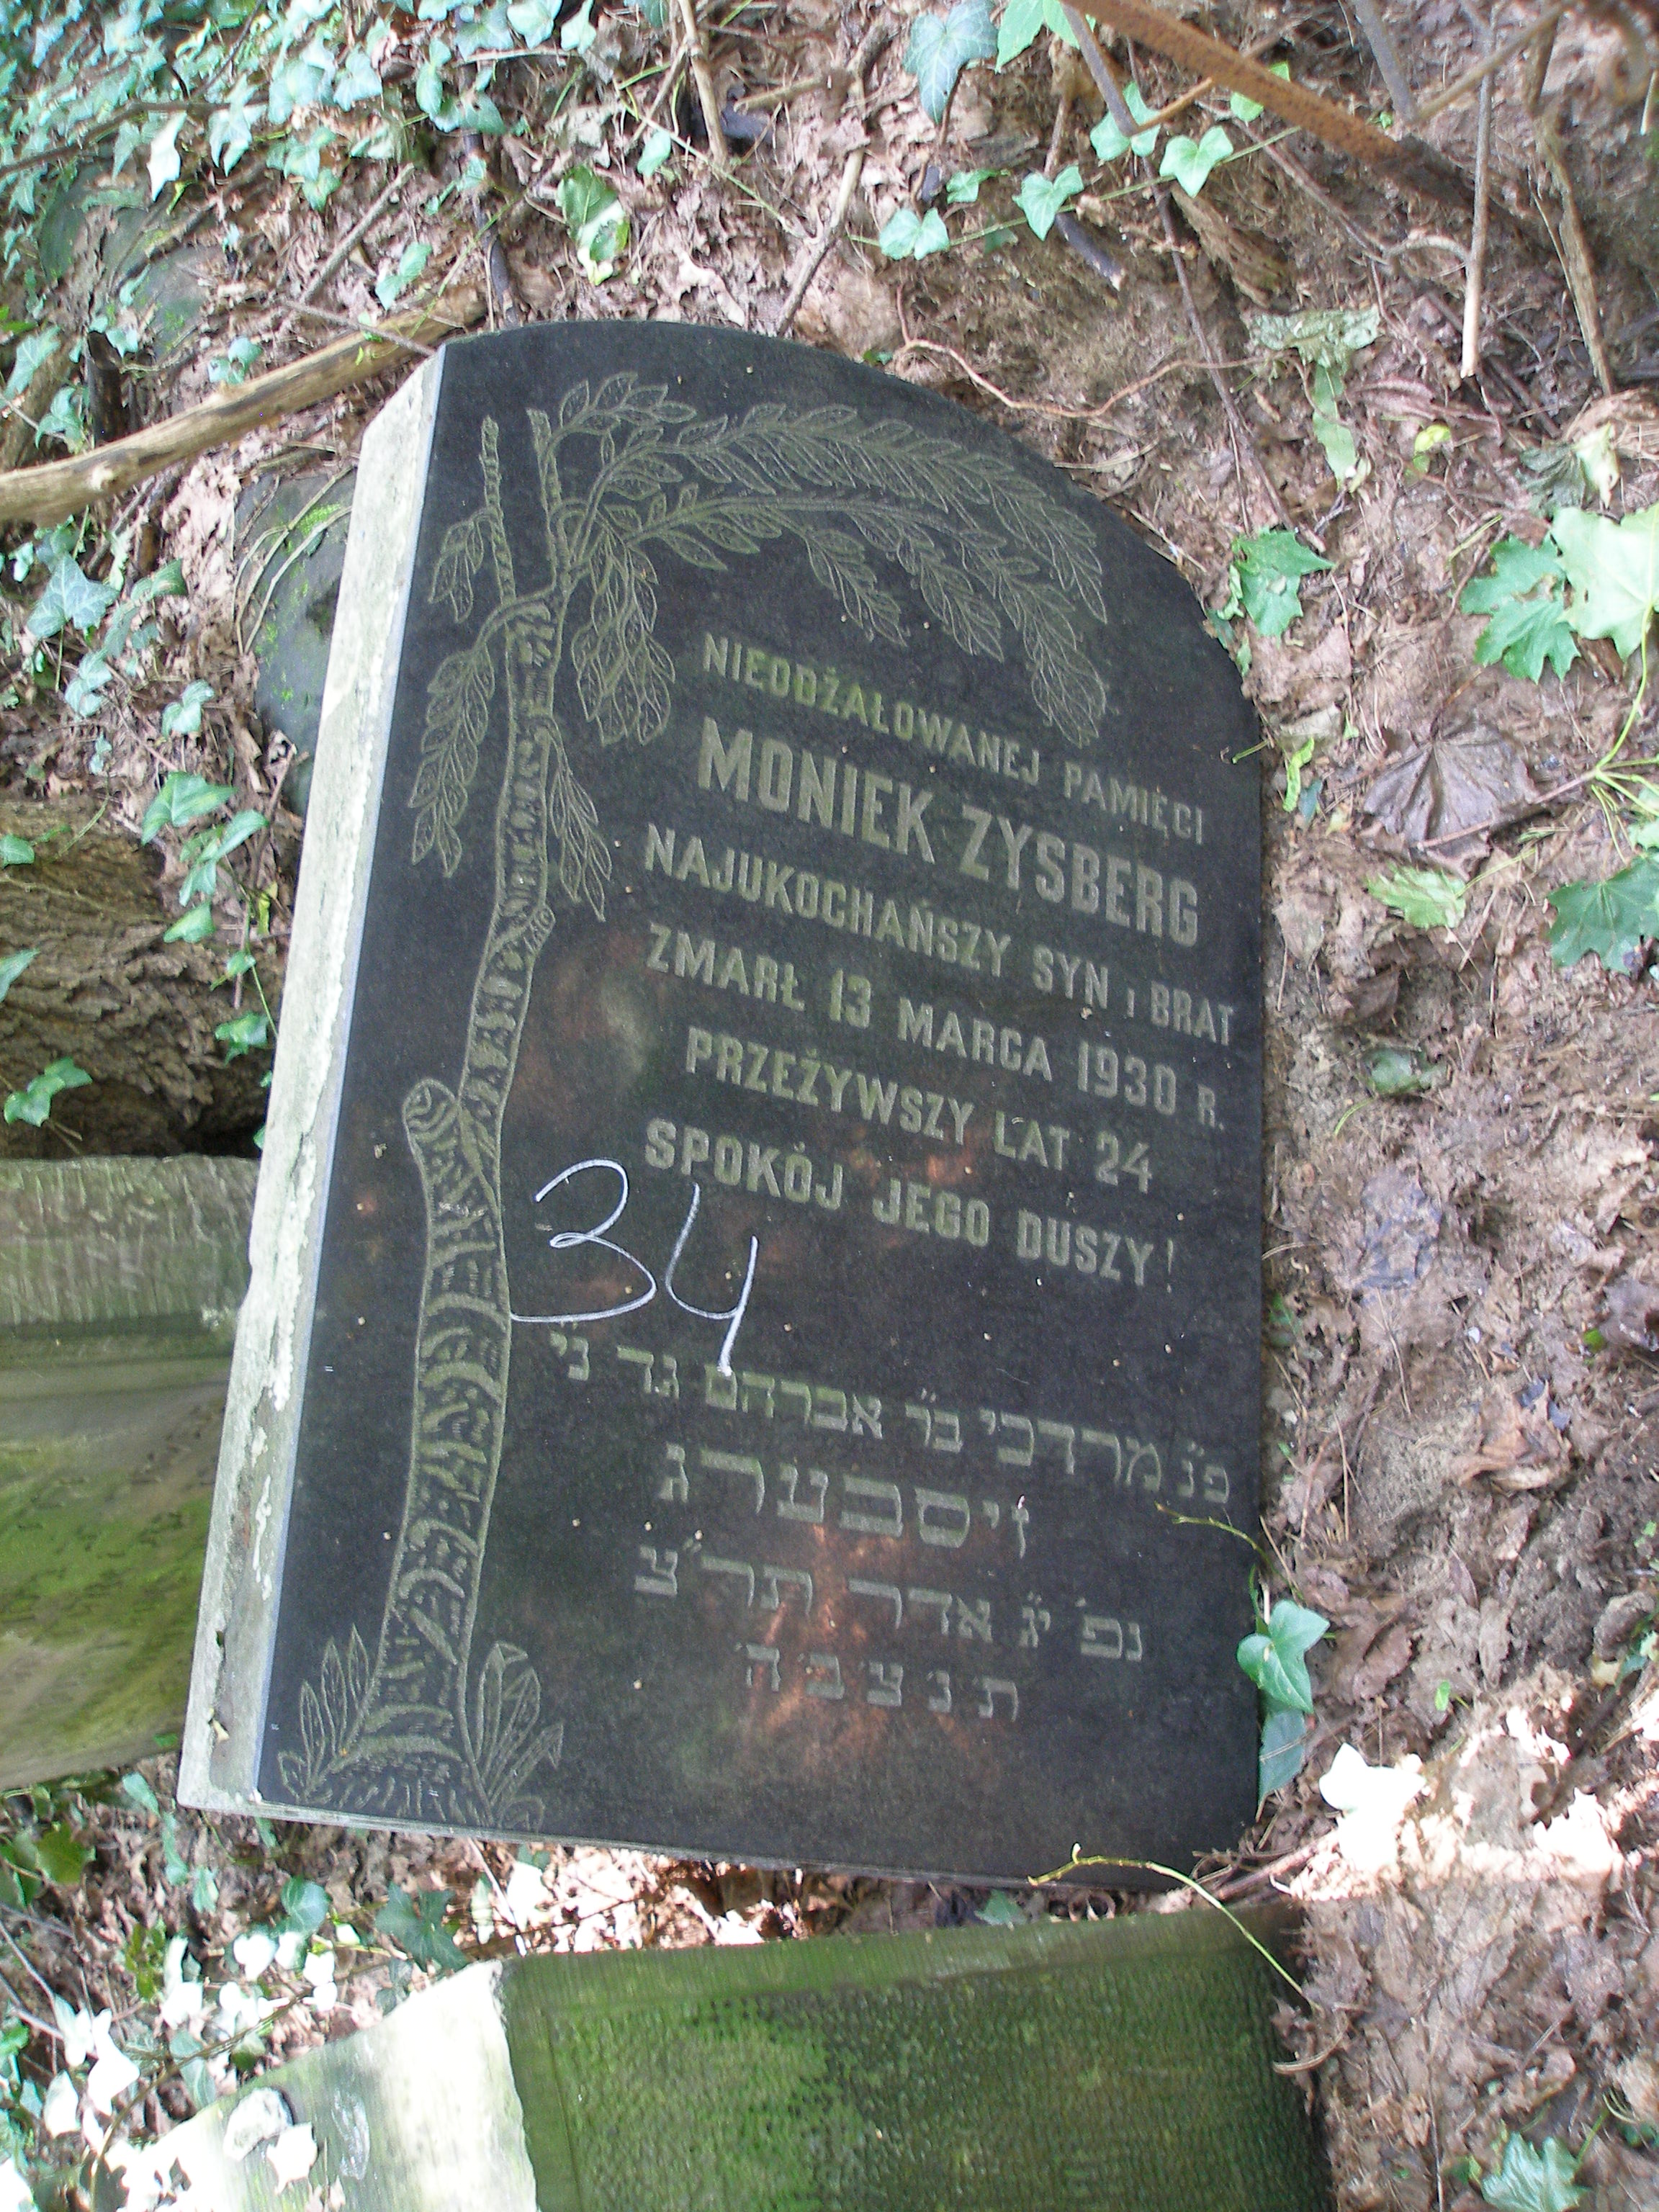 NIEODŻAŁOWANEJ PAMIĘCI
MONIEK ZYSBERG
NAJUKOCHAŃSZY SYN i BRAT
ZMARŁ 13 MARCA 1930 R.
PRZEŻYWSZY LAT 24
SPOKÓJ JEGO DUSZY!
34
פ״נ מרדכי ב״ר אברהם גד נ״י
זיסבערג
נפ׳ י״ג אדר תר״צ
ת נ צ ב ה